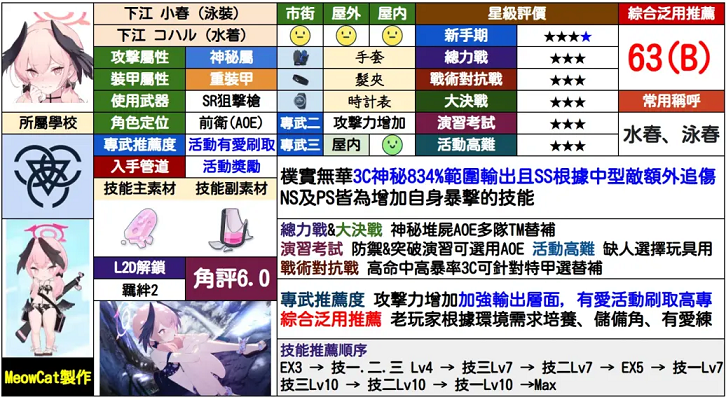 下江 小春（泳裝）
下江 コハル（水着）
攻擊屬性 神秘屬
裝甲屬性 重裝甲
使用武器 SR狙擊槍
角色定位 前衛(AOE)
專武推薦度 活動有愛刷取
入手管道 活動獎勵
技能主素材 技能副素材
L2D解鎖
羈絆2
角評6.0
所屬學校
MeowCat製作
市街 屋外 屋內
手套
髮夾
時計表
專武二 攻擊力增加
專武三 屋內
星級評價
新手期 ★★★★
總力戰 ★★★
戰術對抗戰 ★★★
大決戰 ★★★
演習考試 ★★★
活動高難 ★★★
綜合泛用推薦
63(B)
常用稱呼
水春、泳春
樸實無華3C神秘834%範圍輸出且SS根據中型敵額外追傷
NS及PS皆為增加自身暴擊的技能
總力戰&大決戰 神秘堆屍AOE多隊TM替補
演習考試 防禦&突破演習可選用AOE 活動高難 缺人選擇玩具用
戰術對抗戰 高命中高暴率3C可針對特甲選替補
專武推薦度 攻擊力增加加強輸出層面，有愛活動刷取高專
綜合泛用推薦 老玩家根據環境需求培養、儲備角、有愛練
技能推薦順序
EX3 → 技一.二.三 Lv4 → 技三Lv7 → 技二Lv7 → EX5 → 技一Lv7
技三Lv10 → 技二Lv10 → 技一Lv10 →Max